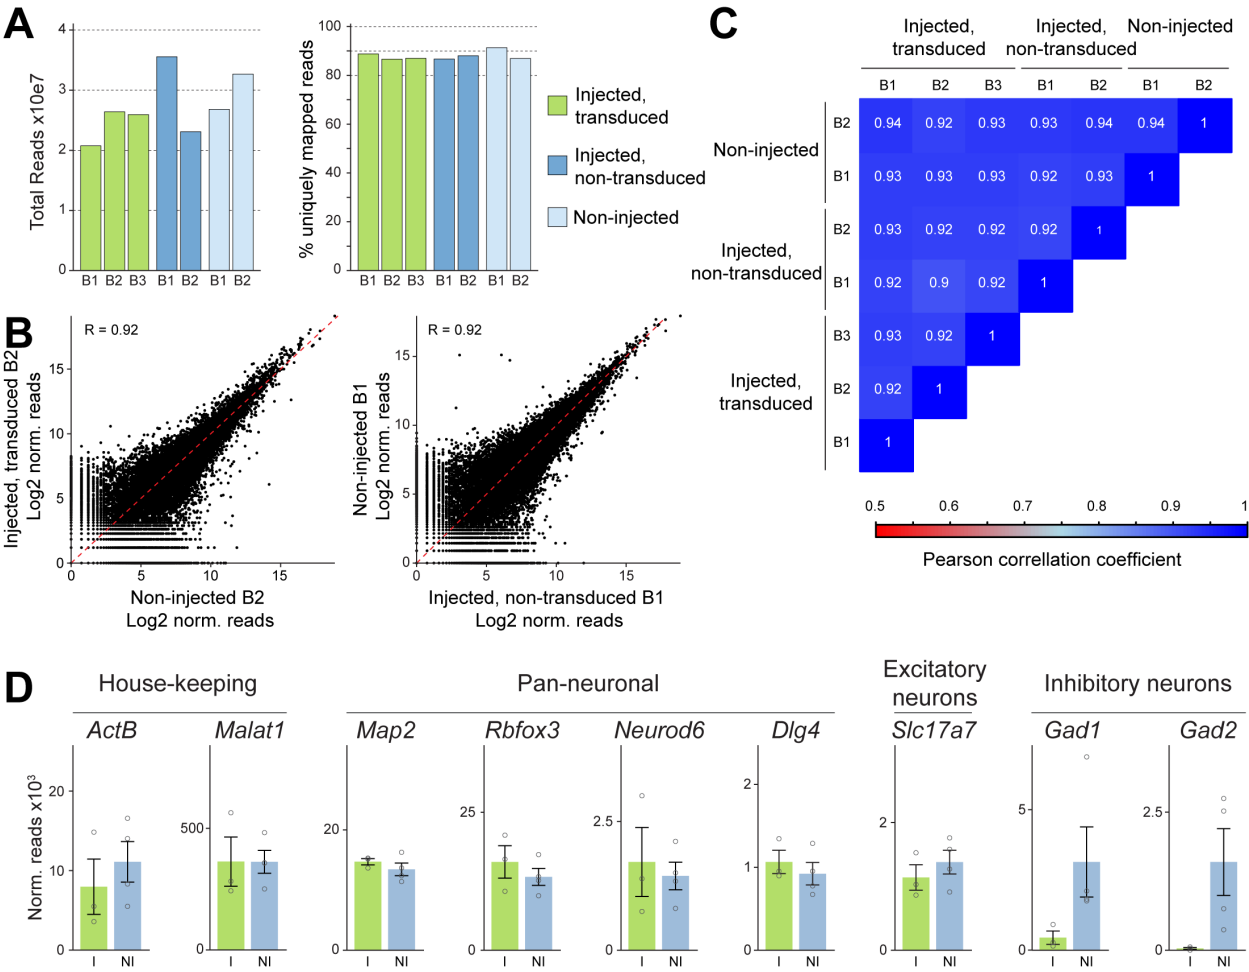 A
Total Reads x10e7
4
3
2
1
0
B1 B2 B3 B1 B2 B1 B2
% uniquely mapped reads
100
80
60
40
20
0
B1 B2 B3 B1 B2 B1 B2
Injected,
transduced
Injected,
non-transduced
Non-injected
B
Injected, transduced B2
Log2 norm. reads
R = 0.92
15
10
5
0
0 5 10 15
Non-injected B2
Log2 norm. reads
Non-injected B1
Log2 norm. reads
R = 0.92
15
10
5
0
0 5 10 15
Injected, non-transduced B1
Log2 norm. reads
C
Injected,
transduced
Injected,
non-transduced
Non-injected
B1 B2 B3 B1 B2 B1 B2
Non-injected
B2 0.94 0.92 0.93 0.93 0.94 0.94 1
B1 0.93 0.93 0.93 0.92 0.93 1
Injected,
non-transduced
B2 0.93 0.92 0.92 0.92 1
B1 0.92 0.9 0.92 1
Injected,
transduced
B3 0.93 0.92 1
B2 0.92 1
B1 1
0.5 0.6 0.7 0.8 0.9 1
Pearson correllation coefficient
D
House-keeping
Pan-neuronal
Excitatory
neurons
Inhibitory neurons
ActB Malat1 Map2 Rbfox3 Neurod6 Dlg4 Slc17a7 Gad1 Gad2
Norm. reads x10³
20
10
0
I NI
500
0
I NI
20
0
I NI
25
0
I NI
2.5
0
I NI
2
1
0
I NI
2
0
I NI
5
0
I NI
2.5
0
I NI